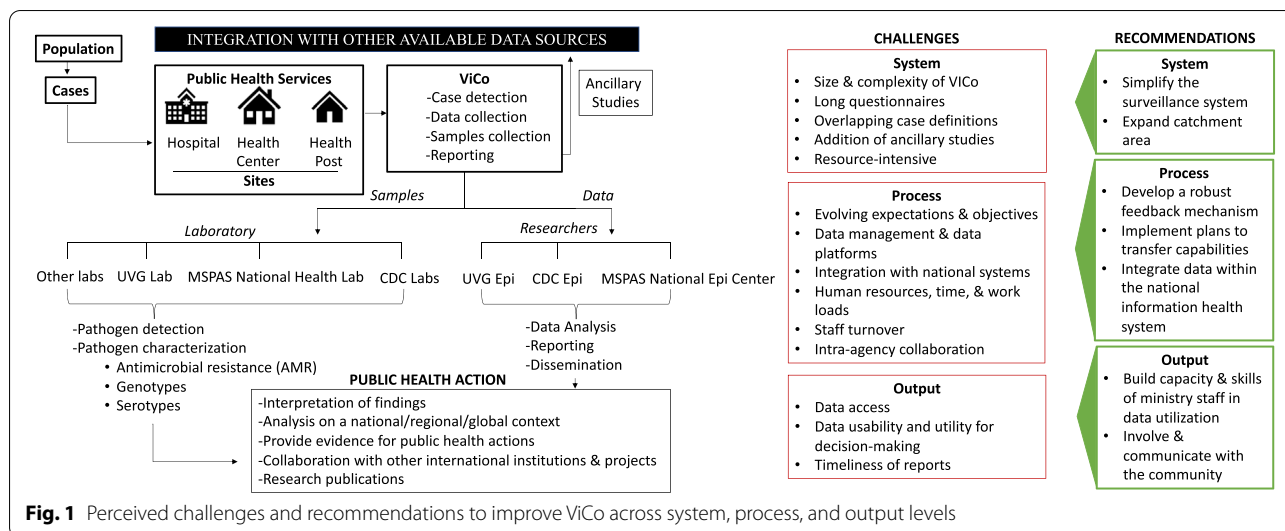 INTEGRATION WITH OTHER AVAILABLE DATA SOURCES
Population
Cases
Public Health Services
Hospital
Health
Center
Health
Post
Sites
ViCo
-Case detection
-Data collection
-Samples collection
-Reporting
Ancillary
Studies
Samples
Data
Laboratory
Researchers
Other labs
UVG Lab
MSPAS National Health Lab
CDC Labs
UVG Epi
CDC Epi
MSPAS National Epi Center
-Pathogen detection
-Pathogen characterization
• Antimicrobial resistance (AMR)
• Genotypes
• Serotypes
-Data Analysis
-Reporting
-Dissemination
PUBLIC HEALTH ACTION
-Interpretation of findings
-Analysis on a national/regional/global context
-Provide evidence for public health actions
-Collaboration with other international institutions & projects
-Research publications
CHALLENGES
System
• Size & complexity of VICo
• Long questionnaires
• Overlapping case definitions
• Addition of ancillary studies
• Resource-intensive
Process
• Evolving expectations & objectives
• Data management & data
platforms
• Integration with national systems
• Human resources, time, & work
loads
• Staff turnover
• Intra-agency collaboration
Output
• Data access
• Data usability and utility for
decision-making
• Timeliness of reports
RECOMMENDATIONS
System
• Simplify the
surveillance system
• Expand catchment
area
Process
• Develop a robust
feedback mechanism
• Implement plans to
transfer capabilities
• Integrate data within
the national
information health
system
Output
• Build capacity & skills
of ministry staff in
data utilization
• Involve &
communicate with
the community
Fig. 1 Perceived challenges and recommendations to improve ViCo across system, process, and output levels